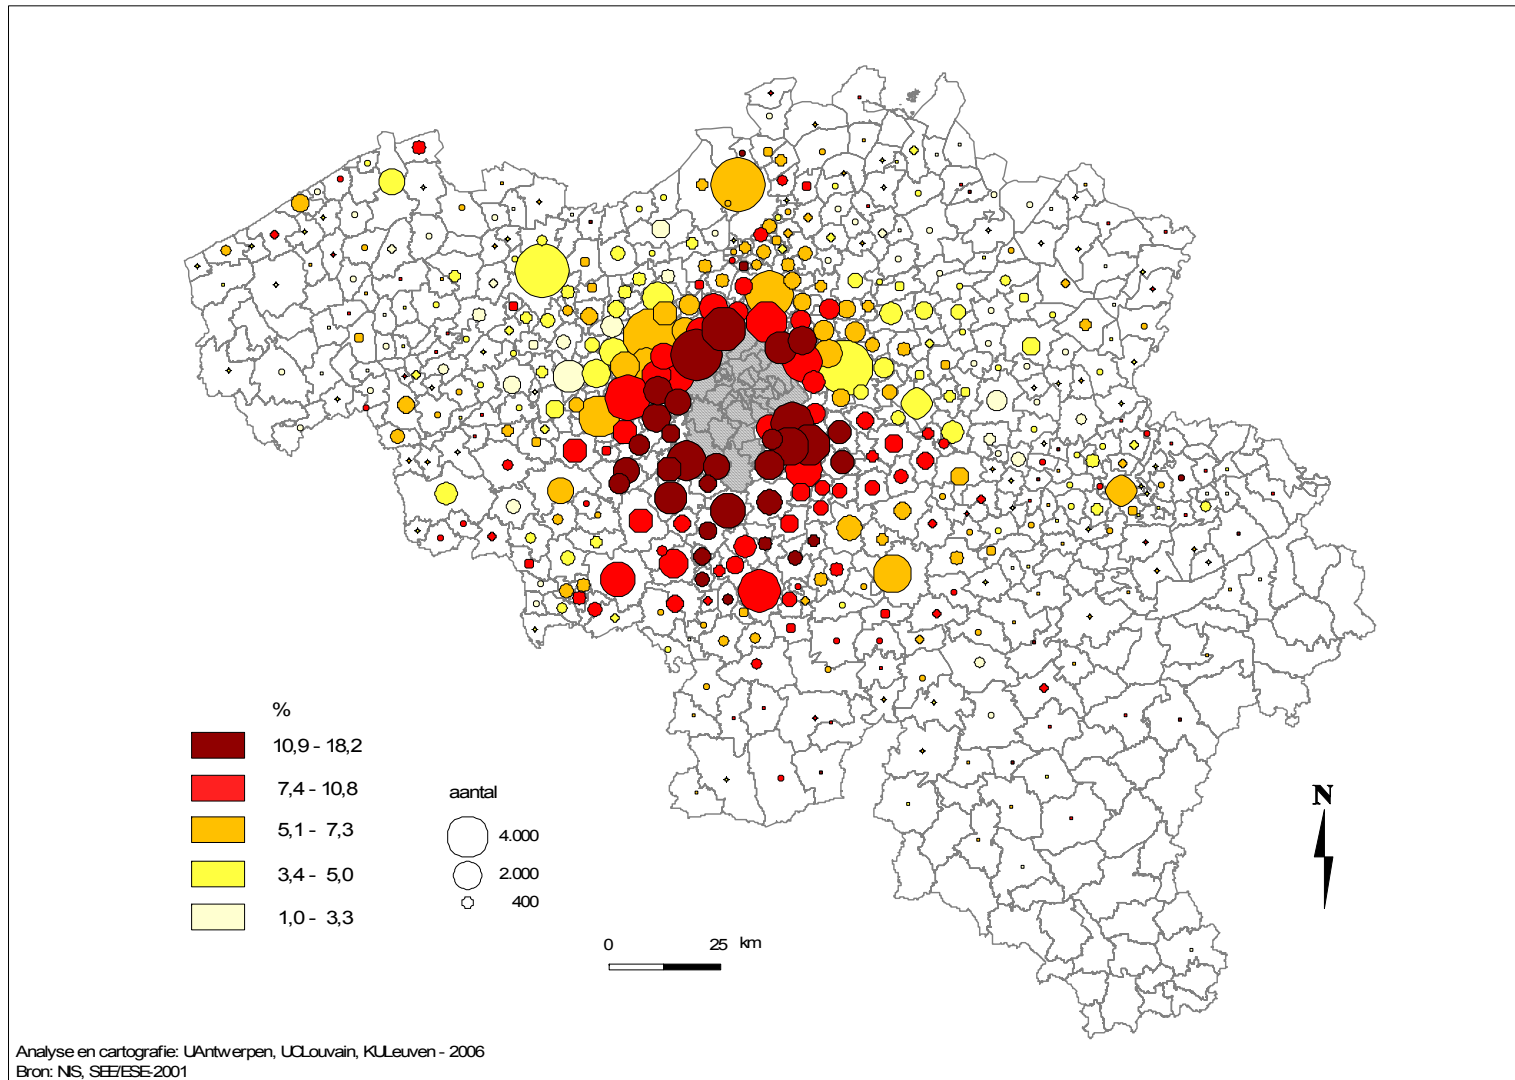 %
10,9 - 18,2
7,4 - 10,8
5,1 - 7,3
3,4 - 5,0
1,0 - 3,3
aantal
4.000
2.000
400
0 25 km
N
Analyse en cartografie: UAntwerpen, UCLouvain, KULeuven - 2006
Bron: NIS, SEE/ESE-2001